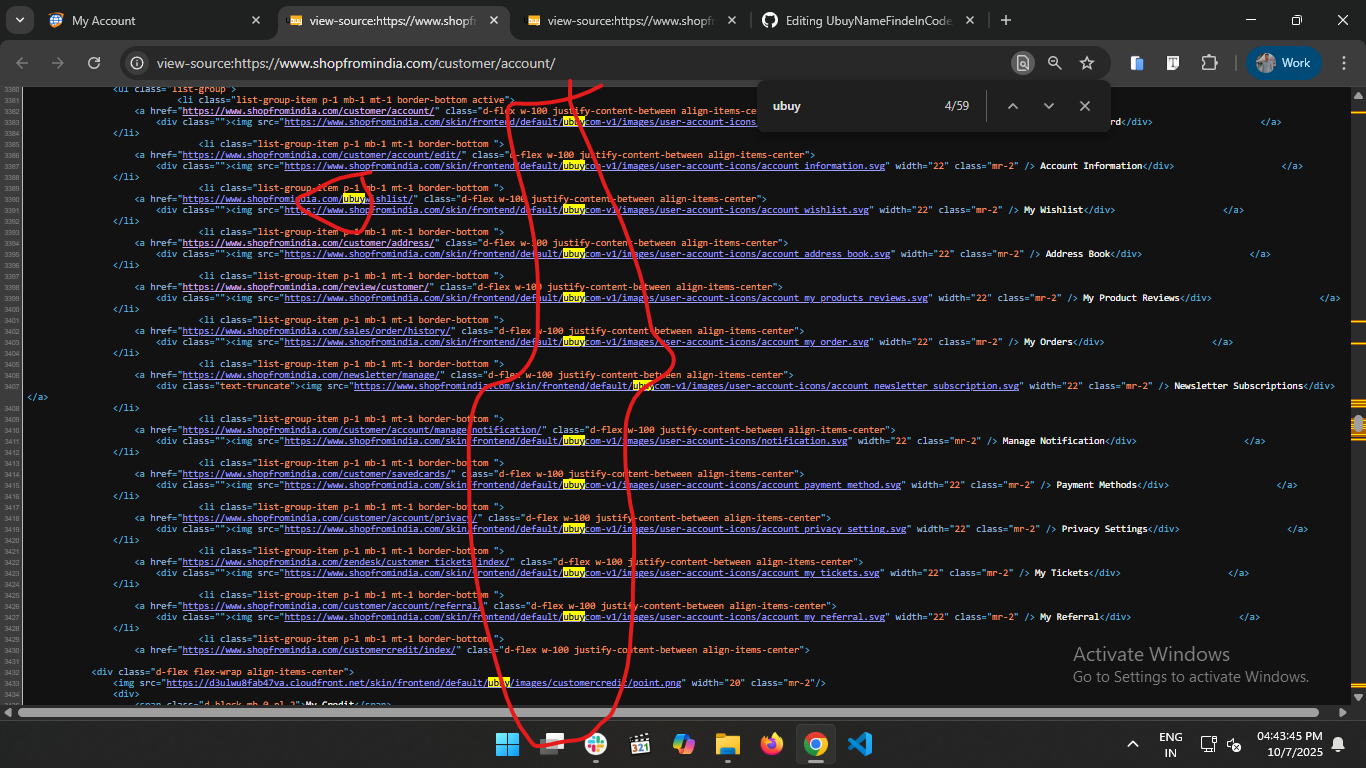 My Account
view-source:https://www.shopfr
view-source:https://www.shopfr
Editing UbuyNameFindeInCode
view-source:https://www.shopfromindia.com/customer/account/
Work
ubuy
4/59
3380 <ul class="list-group">
3381 <li class="list-group-item p-1 mb-1 mt-1 border-bottom active">
3382 <a href="https://www.shopfromindia.com/customer/account/" class="d-flex w-100 justify-content-between align-items-center">
3383 <div class=""><img src="https://www.shopfromindia.com/skin/frontend/default/ubuycom-v1/images/user-account-icons rd</div> </a>
3384 </li>
3385 <li class="list-group-item p-1 mb-1 mt-1 border-bottom ">
3386 <a href="https://www.shopfromindia.com/customer/account/edit/" class="d-flex w-100 justify-content-between align-items-center">
3387 <div class=""><img src="https://www.shopfromindia.com/skin/frontend/default/ubuycom-v1/images/user-account-icons/account_information.svg" width="22" class="mr-2" /> Account Information</div> </a>
3388 </li>
3389 <li class="list-group-item p-1 mb-1 mt-1 border-bottom ">
3390 <a href="https://www.shopfromindia.com/ubuywishlist/" class="d-flex w-100 justify-content-between align-items-center">
3391 <div class=""><img src="https://www.shopfromindia.com/skin/frontend/default/ubuycom-v1/images/user-account-icons/account_wishlist.svg" width="22" class="mr-2" /> My Wishlist</div> </a>
3392 </li>
3393 <li class="list-group-item p-1 mb-1 mt-1 border-bottom ">
3394 <a href="https://www.shopfromindia.com/customer/address/" class="d-flex w-100 justify-content-between align-items-center">
3395 <div class=""><img src="https://www.shopfromindia.com/skin/frontend/default/ubuycom-v1/images/user-account-icons/account_address_book.svg" width="22" class="mr-2" /> Address Book</div> </a>
3396 </li>
3397 <li class="list-group-item p-1 mb-1 mt-1 border-bottom ">
3398 <a href="https://www.shopfromindia.com/review/customer/" class="d-flex w-100 justify-content-between align-items-center">
3399 <div class=""><img src="https://www.shopfromindia.com/skin/frontend/default/ubuycom-v1/images/user-account-icons/account_my_products_reviews.svg" width="22" class="mr-2" /> My Product Reviews</div> </a>
3400 </li>
3401 <li class="list-group-item p-1 mb-1 mt-1 border-bottom ">
3402 <a href="https://www.shopfromindia.com/sales/order/history/" class="d-flex w-100 justify-content-between align-items-center">
3403 <div class=""><img src="https://www.shopfromindia.com/skin/frontend/default/ubuycom-v1/images/user-account-icons/account_my_order.svg" width="22" class="mr-2" /> My Orders</div> </a>
3404 </li>
3405 <li class="list-group-item p-1 mb-1 mt-1 border-bottom ">
3406 <a href="https://www.shopfromindia.com/newsletter/manage/" class="d-flex w-100 justify-content-between align-items-center">
3407 <div class="text-truncate"><img src="https://www.shopfromindia.com/skin/frontend/default/ubuycom-v1/images/user-account-icons/account_newsletter_subscription.svg" width="22" class="mr-2" /> Newsletter Subscriptions</div>
</a>
3408 </li>
3409 <li class="list-group-item p-1 mb-1 mt-1 border-bottom ">
3410 <a href="https://www.shopfromindia.com/customer/account/managenotification/" class="d-flex w-100 justify-content-between align-items-center">
3411 <div class=""><img src="https://www.shopfromindia.com/skin/frontend/default/ubuycom-v1/images/user-account-icons/notification.svg" width="22" class="mr-2" /> Manage Notification</div> </a>
3412 </li>
3413 <li class="list-group-item p-1 mb-1 mt-1 border-bottom ">
3414 <a href="https://www.shopfromindia.com/customer/savedcards/" class="d-flex w-100 justify-content-between align-items-center">
3415 <div class=""><img src="https://www.shopfromindia.com/skin/frontend/default/ubuycom-v1/images/user-account-icons/account_payment_method.svg" width="22" class="mr-2" /> Payment Methods</div> </a>
3416 </li>
3417 <li class="list-group-item p-1 mb-1 mt-1 border-bottom ">
3418 <a href="https://www.shopfromindia.com/customer/account/privacy/" class="d-flex w-100 justify-content-between align-items-center">
3419 <div class=""><img src="https://www.shopfromindia.com/skin/frontend/default/ubuycom-v1/images/user-account-icons/account_privacy_setting.svg" width="22" class="mr-2" /> Privacy Settings</div> </a>
3420 </li>
3421 <li class="list-group-item p-1 mb-1 mt-1 border-bottom ">
3422 <a href="https://www.shopfromindia.com/zendesk/customer_tickets/index/" class="d-flex w-100 justify-content-between align-items-center">
3423 <div class=""><img src="https://www.shopfromindia.com/skin/frontend/default/ubuycom-v1/images/user-account-icons/account_my_tickets.svg" width="22" class="mr-2" /> My Tickets</div> </a>
3424 </li>
3425 <li class="list-group-item p-1 mb-1 mt-1 border-bottom ">
3426 <a href="https://www.shopfromindia.com/customer/account/referral/" class="d-flex w-100 justify-content-between align-items-center">
3427 <div class=""><img src="https://www.shopfromindia.com/skin/frontend/default/ubuycom-v1/images/user-account-icons/account_my_referral.svg" width="22" class="mr-2" /> My Referral</div> </a>
3428 </li>
3429 <li class="list-group-item p-1 mb-1 mt-1 border-bottom ">
3430 <a href="https://www.shopfromindia.com/customercredit/index/" class="d-flex w-100 justify-content-between align-items-center">
3431
3432 <div class="d-flex flex-wrap align-items-center">
3433 <img src="https://d3ulwu8fab47va.cloudfront.net/skin/frontend/default/ubuy/images/customercredit/point.png" width="20" class="mr-2"/>
3434 <div>
<span class="d-block mb-0 pl-2">My Credit</span>
Activate Windows
Go to Settings to activate Windows.
321
ENG
IN
04:43:45 PM
10/7/2025